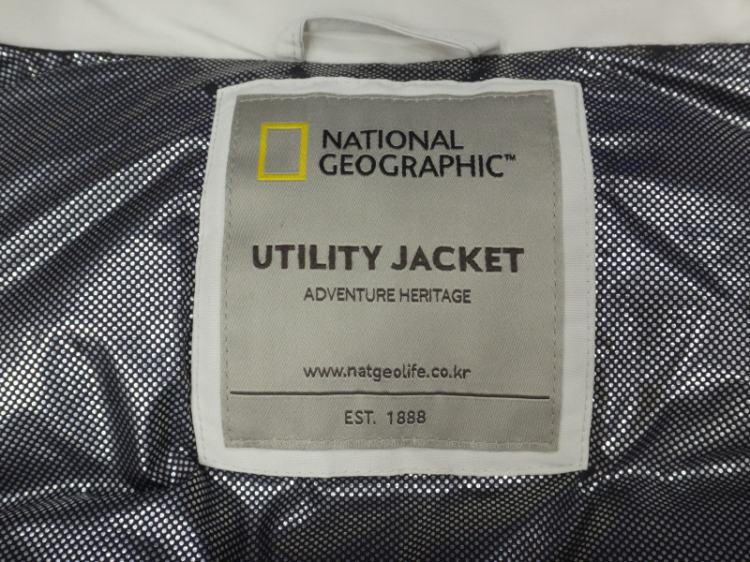 NATIONAL
GEOGRAPHIC™
UTILITY JACKET
ADVENTURE HERITAGE
www.natgeolife.co.kr
EST. 1888